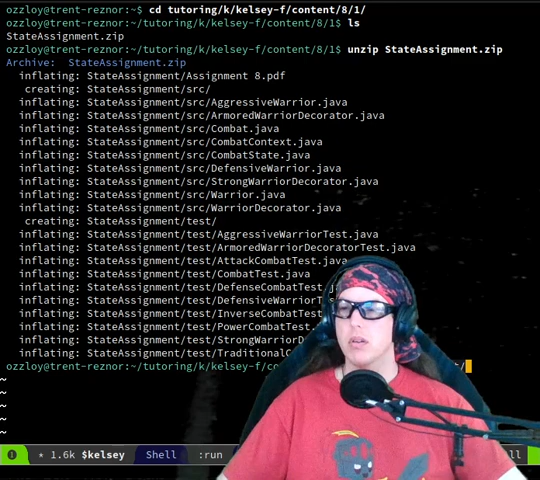 ozzloy@trent-reznor:~$ cd tutoring/k/kelsey-f/content/8/1/
ozzloy@trent-reznor:~/tutoring/k/kelsey-f/content/8/1$ ls
StateAssignment.zip
ozzloy@trent-reznor:~/tutoring/k/kelsey-f/content/8/1$ unzip StateAssignment.zip
Archive:  StateAssignment.zip
inflating: StateAssignment/Assignment 8.pdf
creating: StateAssignment/src/
inflating: StateAssignment/src/AggressiveWarrior.java
inflating: StateAssignment/src/ArmoredWarriorDecorator.java
inflating: StateAssignment/src/Combat.java
inflating: StateAssignment/src/CombatContext.java
inflating: StateAssignment/src/CombatState.java
inflating: StateAssignment/src/DefensiveWarrior.java
inflating: StateAssignment/src/StrongWarriorDecorator.java
inflating: StateAssignment/src/Warrior.java
inflating: StateAssignment/src/WarriorDecorator.java
creating: StateAssignment/test/
inflating: StateAssignment/test/AggressiveWarriorTest.java
inflating: StateAssignment/test/ArmoredWarriorDecoratorTest.java
inflating: StateAssignment/test/AttackCombatTest.java
inflating: StateAssignment/test/CombatTest.java
inflating: StateAssignment/test/DefenseCombatTest.
inflating: StateAssignment/test/DefensiveWarriorT
inflating: StateAssignment/test/InverseCombatTest
inflating: StateAssignment/test/PowerCombatTest.
inflating: StateAssignment/test/StrongWarriorD
inflating: StateAssignment/test/TraditionalC
ozzloy@trent-reznor:~/tutoring/k/kelsey-f/co
~
~
~
~
~
* 1.6k $kelsey Shell :run